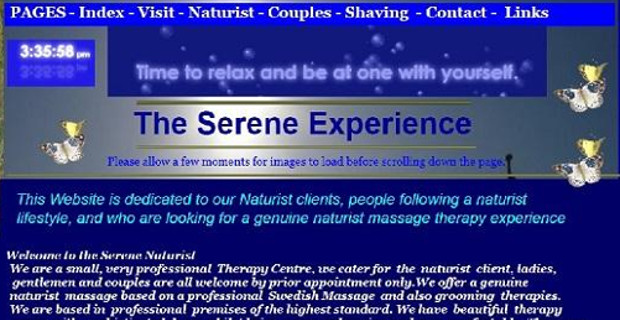 PAGES - Index - Visit - Naturist - Couples - Shaving - Contact - Links
3:35:58 pm
Time to relax and be at one with yourself.
The Serene Experience
Please allow a few moments for images to load before scrolling down the page.
This Website is dedicated to our Naturist clients, people following a naturist
lifestyle, and who are looking for a genuine naturist massage therapy experience
Welcome to the Serene Naturist
We are a small, very professional Therapy Centre, we cater for the naturist client, ladies,
gentlemen and couples are all welcome by prior appointment only.We offer a genuine
naturist massage based on a professional Swedish Massage and also grooming therapies.
We are based in professional premises of the highest standard. We have beautiful therapy